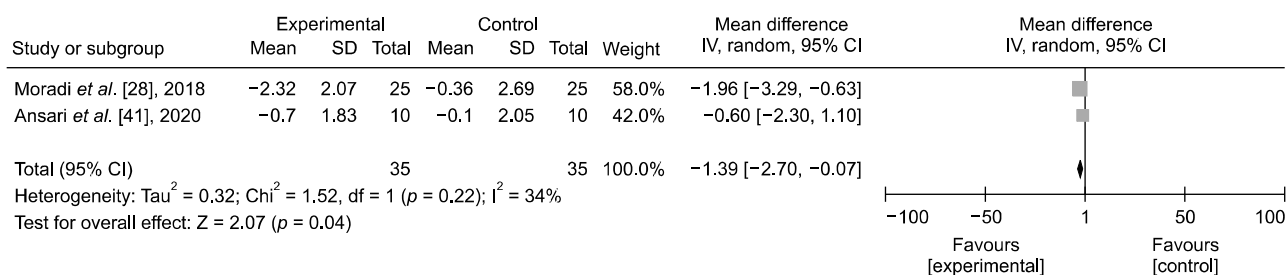 Experimental Control Mean difference Mean difference
Study or subgroup Mean SD Total Mean SD Total Weight IV, random, 95% CI IV, random, 95% CI
Moradi et al. [28], 2018 −2.32 2.07 25 −0.36 2.69 25 58.0% −1.96 [−3.29, −0.63]
Ansari et al. [41], 2020 −0.7 1.83 10 −0.1 2.05 10 42.0% −0.60 [−2.30, 1.10]
Total (95% CI) 35 35 100.0% −1.39 [−2.70, −0.07]
Heterogeneity: Tau² = 0.32; Chi² = 1.52, df = 1 (p = 0.22); I² = 34%
Test for overall effect: Z = 2.07 (p = 0.04)
−100 −50 1 50 100
Favours Favours
[experimental] [control]